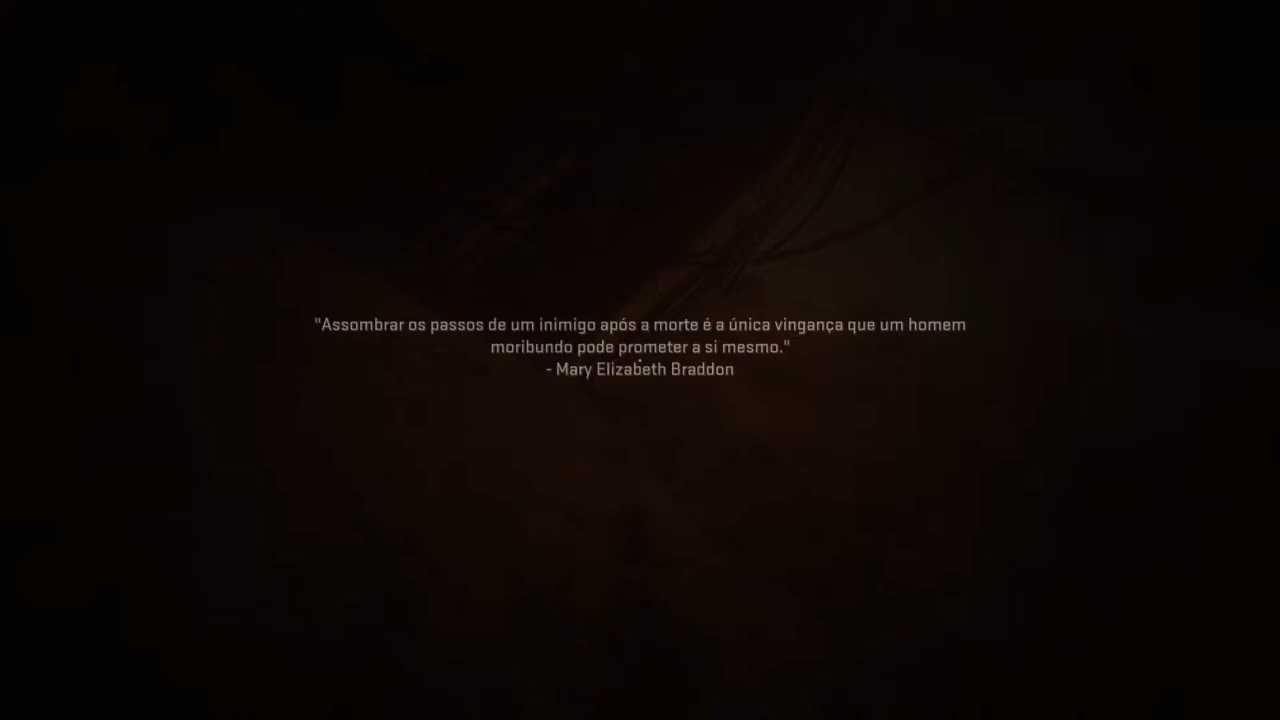 "Assombrar os passos de um inimigo após a morte é a única vingança que um homem
moribundo pode prometer a si mesmo."
- Mary Elizabeth Braddon